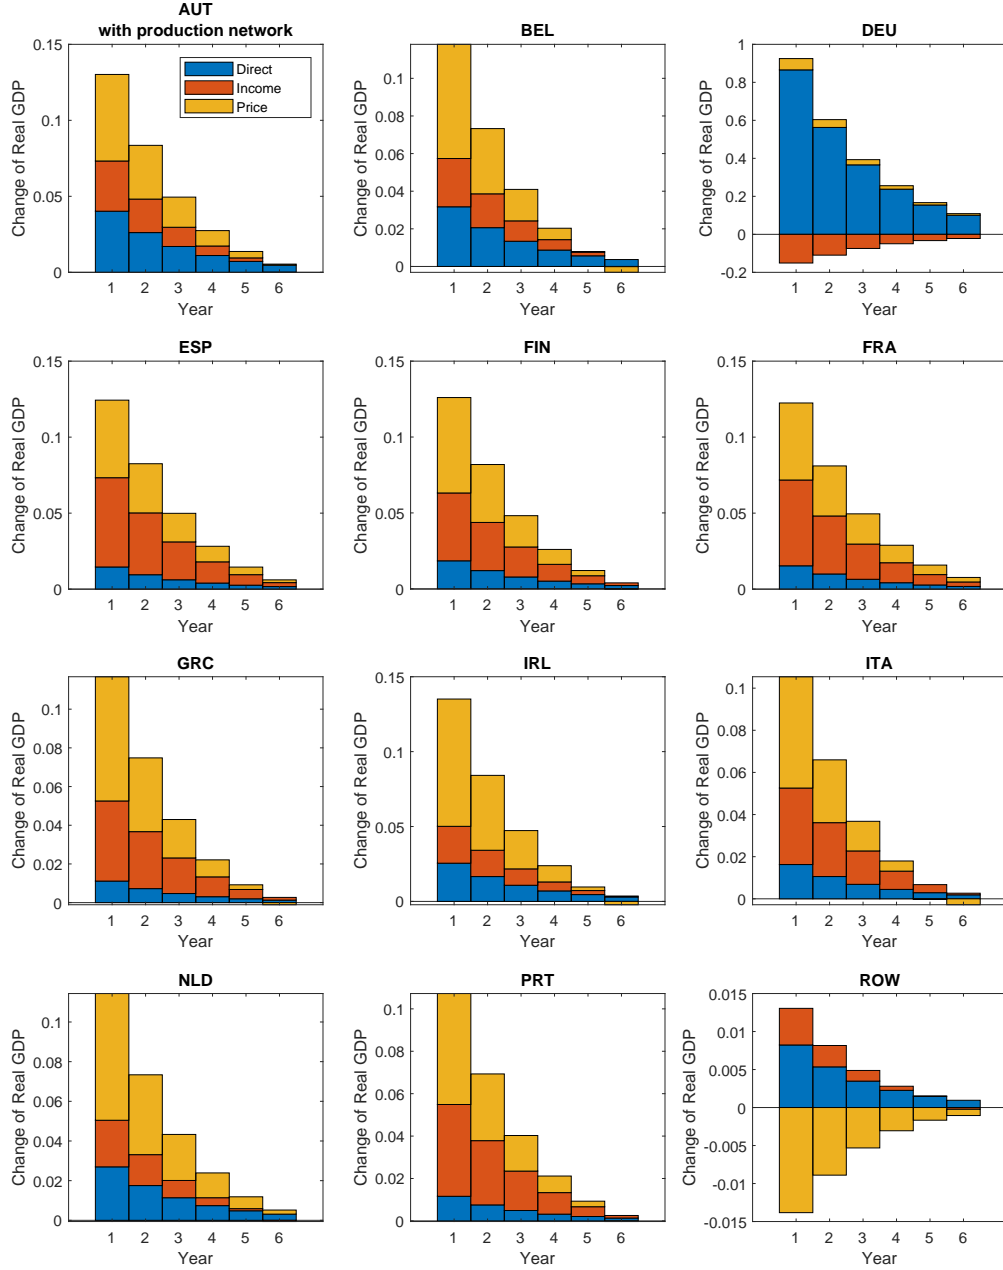 AUT
with production network
Change of Real GDP
0.15
0.1
0.05
0
Direct
Income
Price
1 2 3 4 5 6
Year
BEL
Change of Real GDP
0.1
0.08
0.06
0.04
0.02
0
1 2 3 4 5 6
Year
DEU
Change of Real GDP
1
0.8
0.6
0.4
0.2
0
-0.2
1 2 3 4 5 6
Year
ESP
Change of Real GDP
0.15
0.1
0.05
0
1 2 3 4 5 6
Year
FIN
Change of Real GDP
0.15
0.1
0.05
0
1 2 3 4 5 6
Year
FRA
Change of Real GDP
0.15
0.1
0.05
0
1 2 3 4 5 6
Year
GRC
Change of Real GDP
0.1
0.08
0.06
0.04
0.02
0
1 2 3 4 5 6
Year
IRL
Change of Real GDP
0.15
0.1
0.05
0
1 2 3 4 5 6
Year
ITA
Change of Real GDP
0.1
0.08
0.06
0.04
0.02
0
1 2 3 4 5 6
Year
NLD
Change of Real GDP
0.1
0.08
0.06
0.04
0.02
0
1 2 3 4 5 6
Year
PRT
Change of Real GDP
0.1
0.08
0.06
0.04
0.02
0
1 2 3 4 5 6
Year
ROW
Change of Real GDP
0.015
0.01
0.005
0
-0.005
-0.01
-0.015
1 2 3 4 5 6
Year